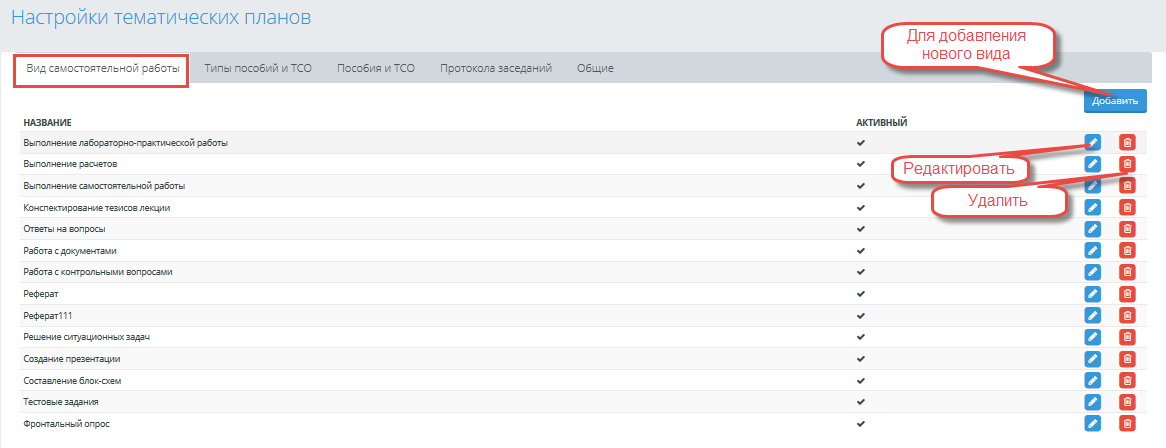 Настройки тематических планов
Для добавления
нового вида
Вид самостоятельной работы Типы пособий и ТСО Пособия и ТСО Протокола заседаний Общие
Добавить
НАЗВАНИЕ АКТИВНЫЙ
Выполнение лабораторно-практической работы
Выполнение расчетов
Редактировать
Выполнение самостоятельной работы
Удалить
Конспектирование тезисов лекции
Ответы на вопросы
Работа с документами
Работа с контрольными вопросами
Реферат
Реферат111
Решение ситуационных задач
Создание презентации
Составление блок-схем
Тестовые задания
Фронтальный опрос